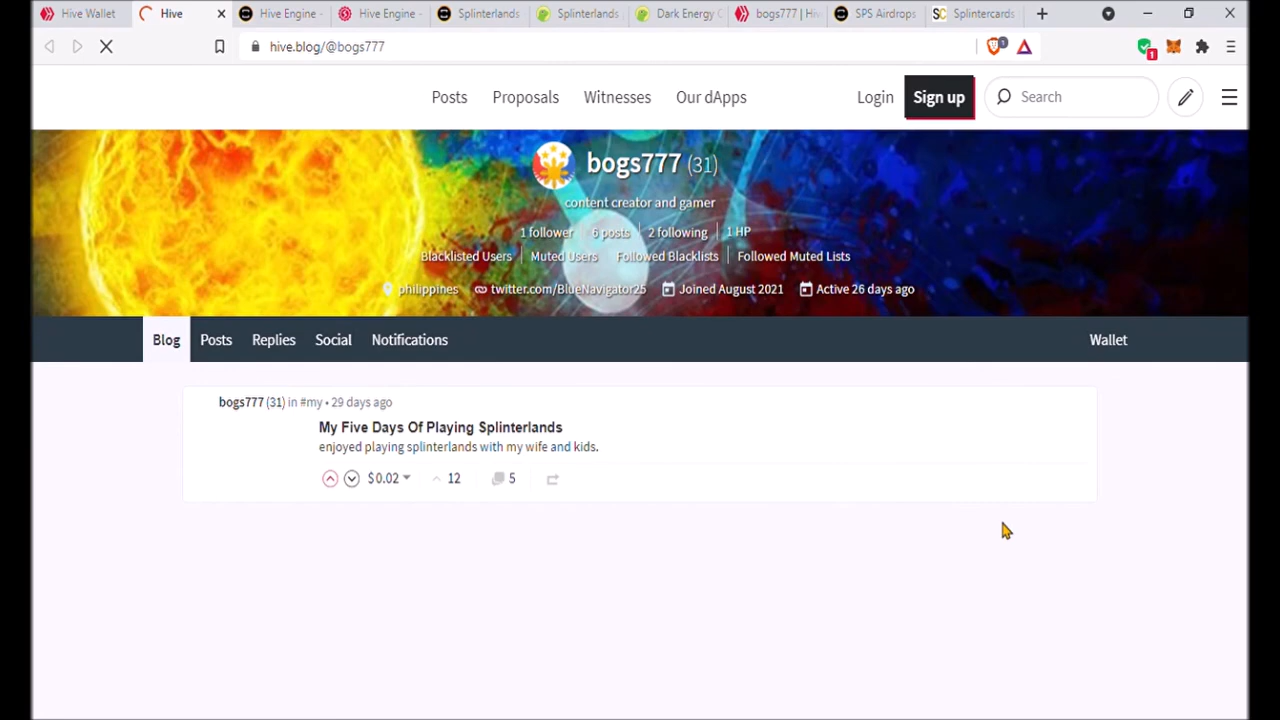 Hive Wallet Hive Hive Engine - Hive Engine - Splinterlands Splinterlands Dark Energy C bogs777 | Hiv SPS Airdrops SC Splintercards
hive.blog/@bogs777 1 1
Posts Proposals Witnesses Our dApps Login Sign up Search
bogs777 (31)
content creator and gamer
1 follower 6 posts 2 following 1 HP
Blacklisted Users Muted Users Followed Blacklists Followed Muted Lists
philippines twitter.com/BlueNavigator25 Joined August 2021 Active 26 days ago
Blog Posts Replies Social Notifications Wallet
bogs777 (31) in #my • 29 days ago
My Five Days Of Playing Splinterlands
enjoyed playing splinterlands with my wife and kids.
$0.02 12 5